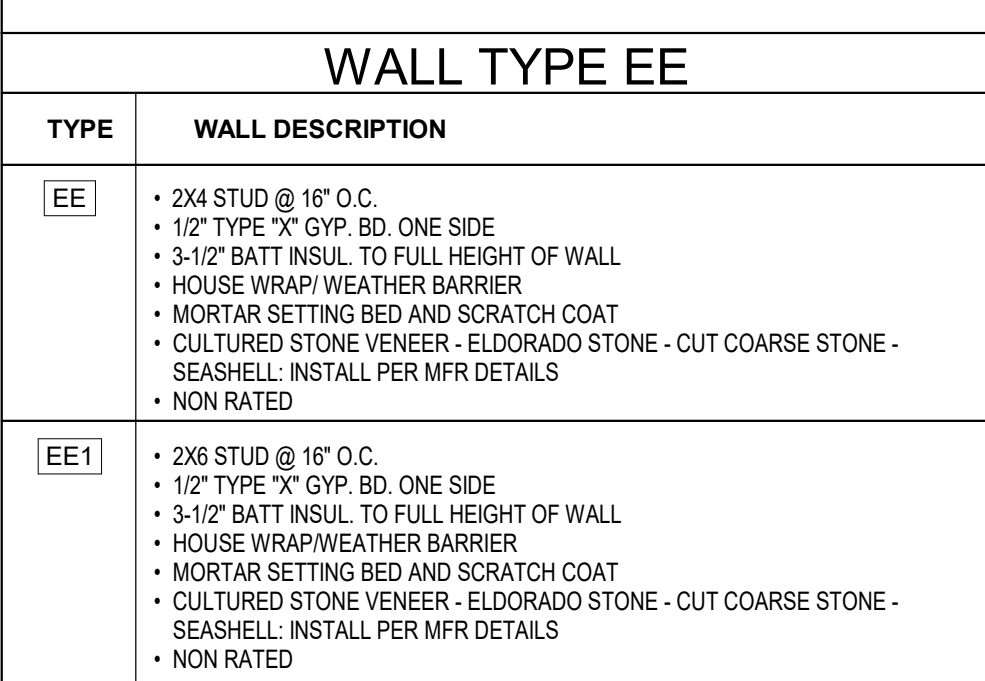 WALL TYPE EE
TYPE
WALL DESCRIPTION
EE
• 2X4 STUD @ 16" O.C.
• 1/2" TYPE "X" GYP. BD. ONE SIDE
• 3-1/2" BATT INSUL. TO FULL HEIGHT OF WALL
• HOUSE WRAP/ WEATHER BARRIER
• MORTAR SETTING BED AND SCRATCH COAT
• CULTURED STONE VENEER - ELDORADO STONE - CUT COARSE STONE -
SEASHELL: INSTALL PER MFR DETAILS
• NON RATED
EE1
• 2X6 STUD @ 16" O.C.
• 1/2" TYPE "X" GYP. BD. ONE SIDE
• 3-1/2" BATT INSUL. TO FULL HEIGHT OF WALL
• HOUSE WRAP/WEATHER BARRIER
• MORTAR SETTING BED AND SCRATCH COAT
• CULTURED STONE VENEER - ELDORADO STONE - CUT COARSE STONE -
SEASHELL: INSTALL PER MFR DETAILS
• NON RATED